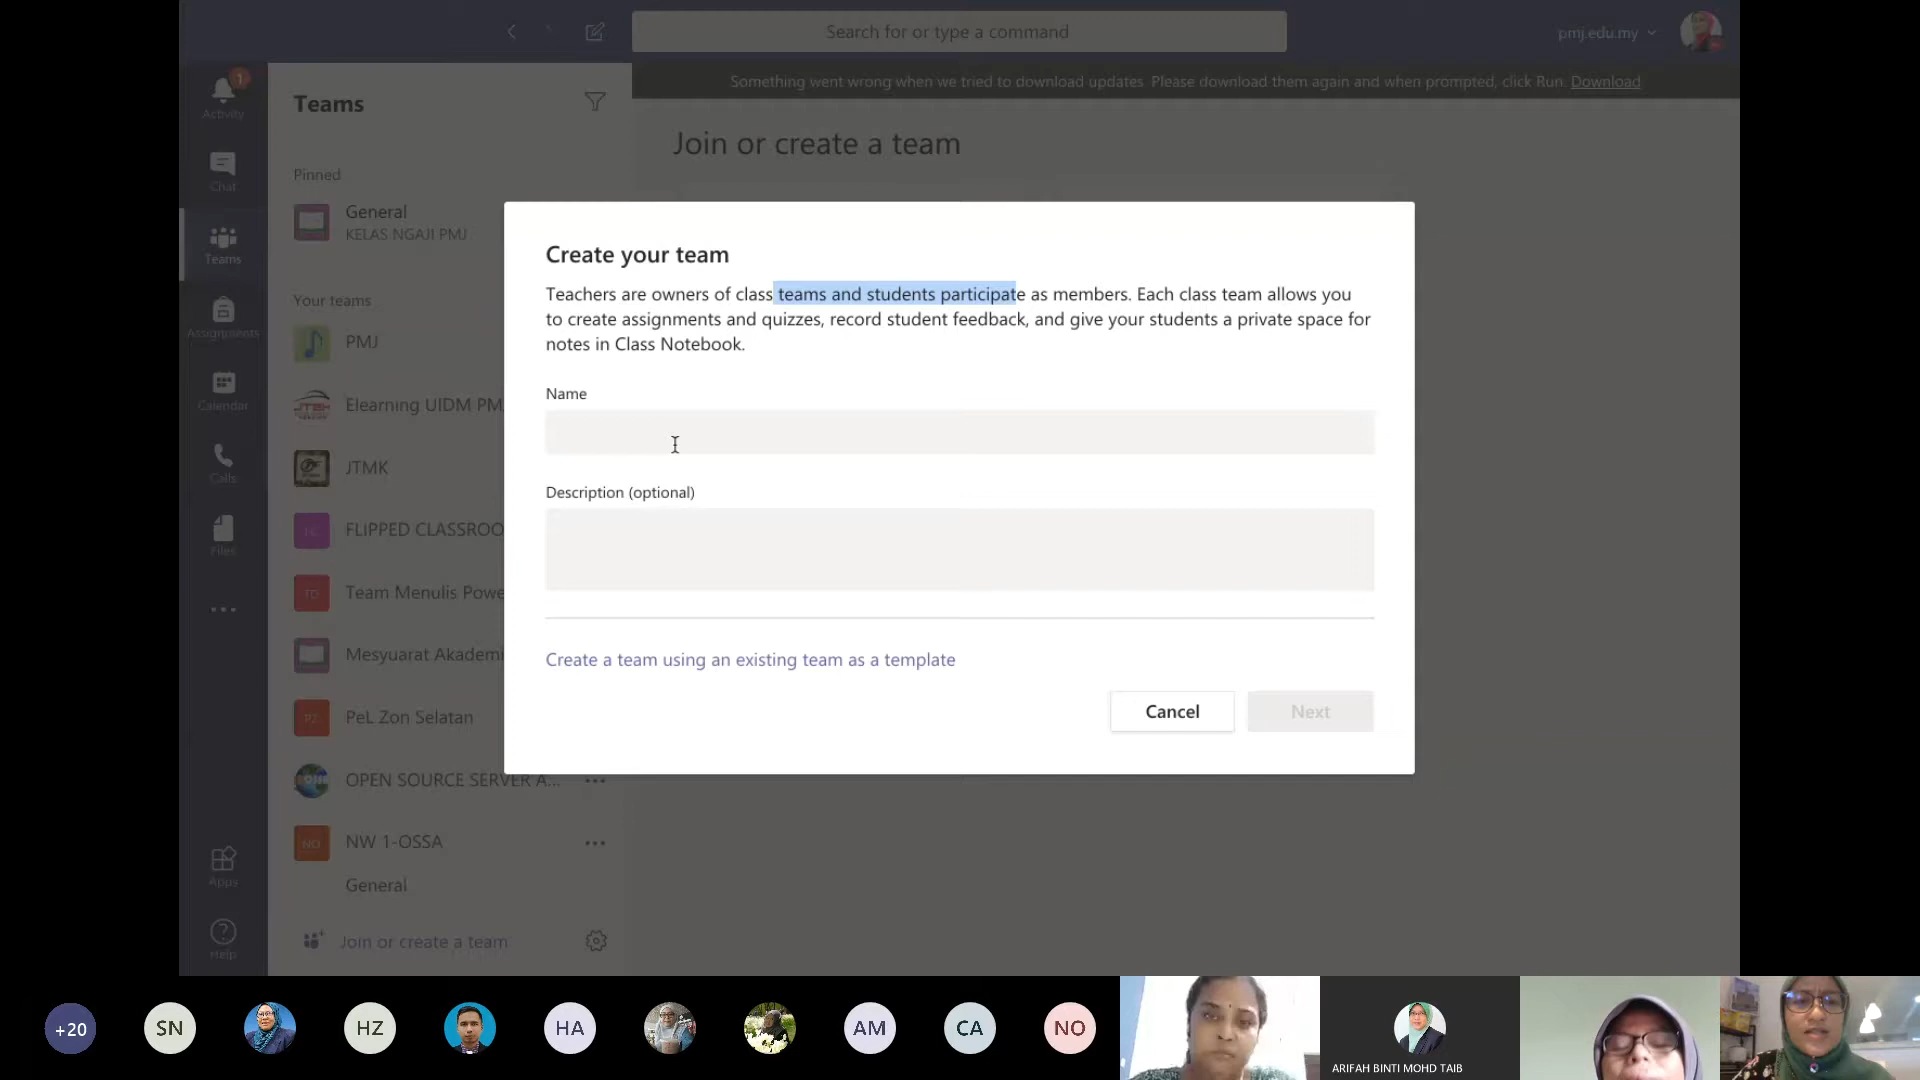 Search for or type a command
pmj.edu.my
Something went wrong when we tried to download updates. Please download them again and when prompted, click Run. Download
1
Activity
Chat
Teams
Assignments
Calendar
Calls
Files
Apps
Help
Teams
Pinned
General
KELAS NGAJI PMJ
Your teams
PMJ
Elearning UIDM PM
JTMK
FC
FLIPPED CLASSROO
TD
Team Menulis Powe
Mesyuarat Akademi
PZ
PeL Zon Selatan
OPEN SOURCE SERVER A...
NO
NW 1-OSSA
General
Join or create a team
Join or create a team
Create your team
Teachers are owners of class teams and students participate as members. Each class team allows you
to create assignments and quizzes, record student feedback, and give your students a private space for
notes in Class Notebook.
Name
Description (optional)
Create a team using an existing team as a template
Cancel
Next
+20
SN
HZ
HA
AM
CA
NO
ARIFAH BINTI MOHD TAIB